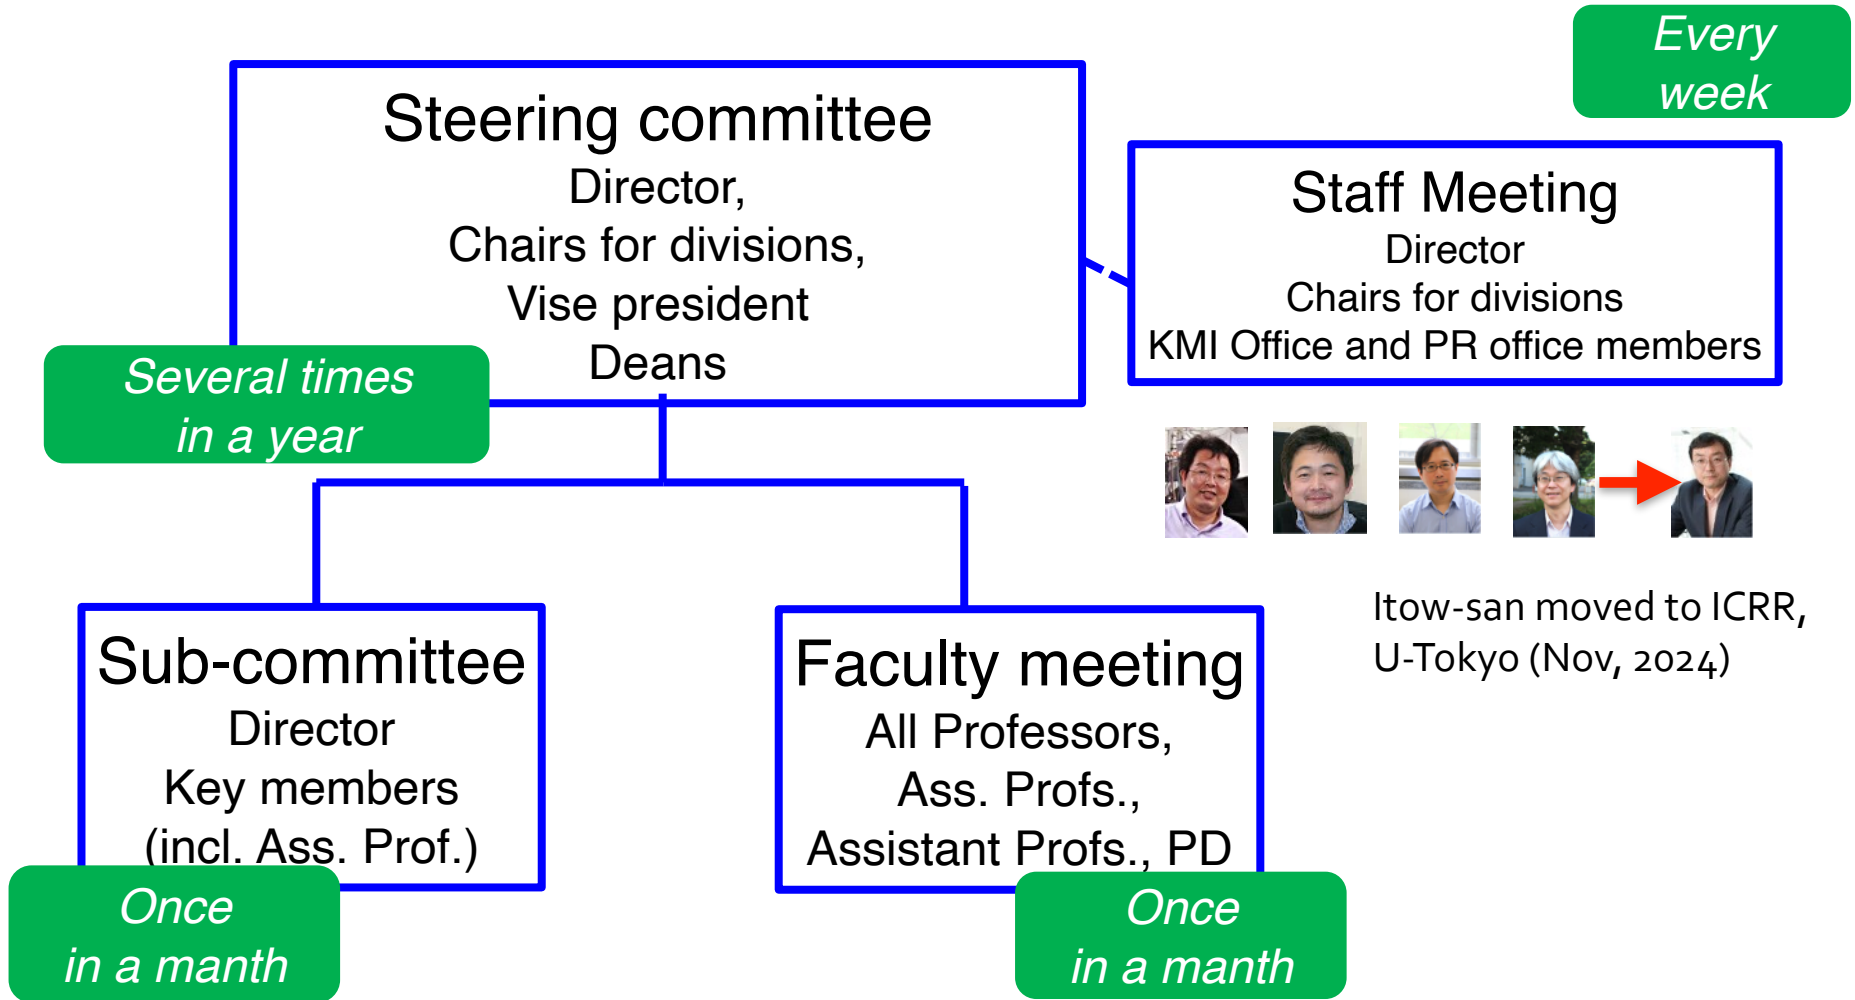 Every
week
Steering committee
Director,
Chairs for divisions,
Vise president
Deans
Several times
in a year
Staff Meeting
Director
Chairs for divisions
KMI Office and PR office members
Itow-san moved to ICRR,
U-Tokyo (Nov, 2024)
Sub-committee
Director
Key members
(incl. Ass. Prof.)
Once
in a manth
Faculty meeting
All Professors,
Ass. Profs.,
Assistant Profs., PD
Once
in a manth